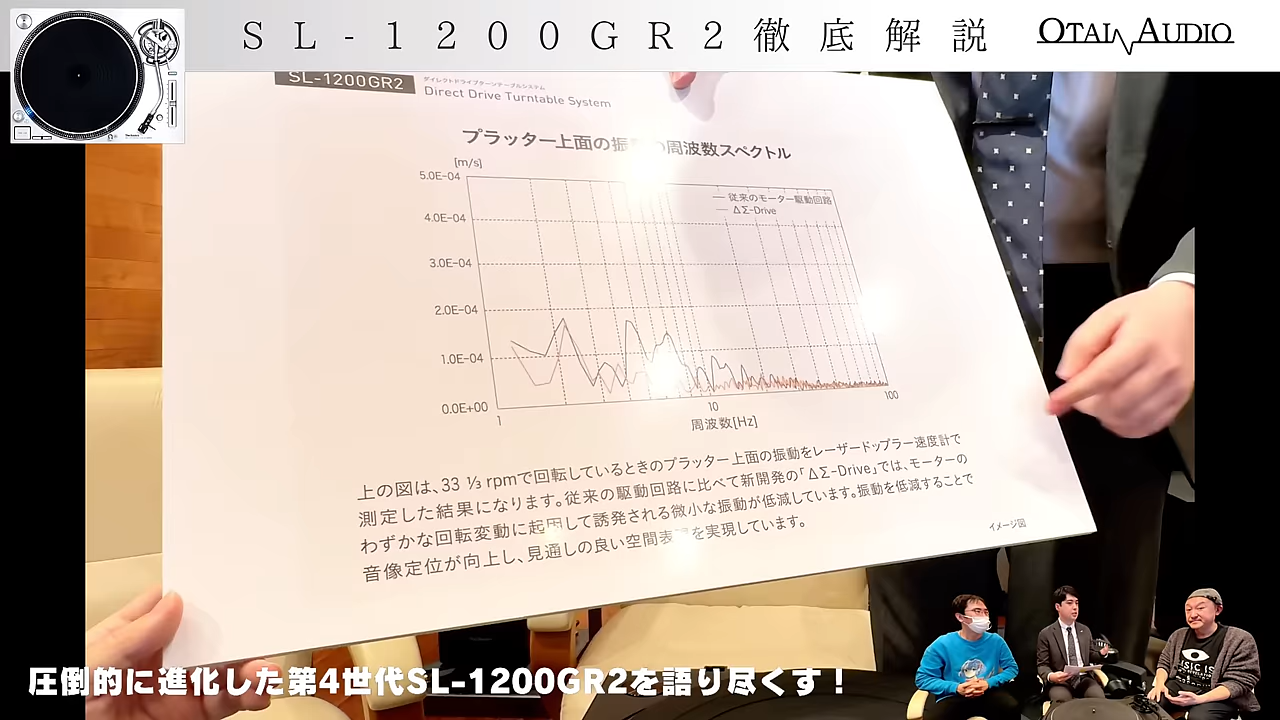 SL-1200GR2徹底解説
OTAI AUDIO
SL-1200GR2
ダイレクトドライブターンテーブルシステム
Direct Drive Turntable System
プラッター上面の振 の周波数スペクトル
[m/s]
5.0E-04
4.0E-04
3.0E-04
2.0E-04
1.0E-04
0.0E+00
従来のモーター駆動回路
ΔΣ-Drive
1
10
100
周波数[Hz]
上の図は、33 ⅓ rpmで回転しているときのプラッター上面の振動をレーザードップラー速度計で
測定した結果になります。従来の駆動回路に比べて新開発の「ΔΣ-Drive」では、モーターの
わずかな回転変動に起因して誘発される微小な振動が低減しています。振動を低減することで
音像定位が向上し、見通しの良い空間表現を実現しています。
イメージ図
圧倒的に進化した第4世代SL-1200GR2を語り尽くす！